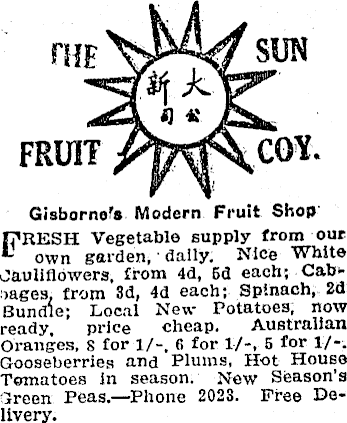 THE SUN
大新
公司
FRUIT COY.
Gisborne's Modern Fruit Shop
FRESH Vegetable supply from our
own garden, daily. Nice White
Cauliflowers, from 4d, 5d each; Cab-
bages, from 3d, 4d each; Spinach, 2d
Bundle; Local New Potatoes, now
ready, price cheap. Australian
Oranges, 8 for 1/-, 6 for 1/-, 5 for 1/-.
Gooseberries and Plums, Hot House
Tomatoes in season. New Season's
Green Peas.—Phone 2023. Free De-
livery.